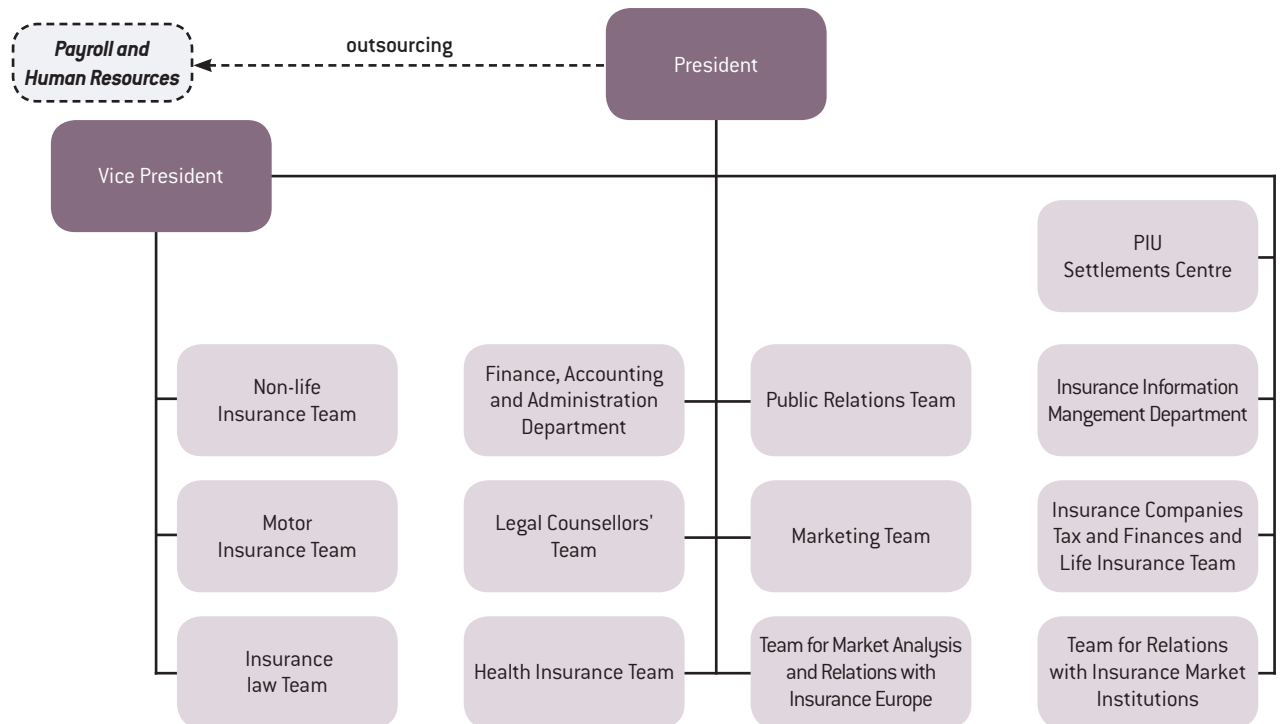 Payroll and
Human Resources
outsourcing
President
Vice President
PIU
Settlements Centre
Non-life
Insurance Team
Finance, Accounting
and Administration
Department
Public Relations Team
Insurance Information
Mangement Department
Motor
Insurance Team
Legal Counsellors'
Team
Marketing Team
Insurance Companies
Tax and Finances and
Life Insurance Team
Insurance
law Team
Health Insurance Team
Team for Market Analysis
and Relations with
Insurance Europe
Team for Relations
with Insurance Market
Institutions